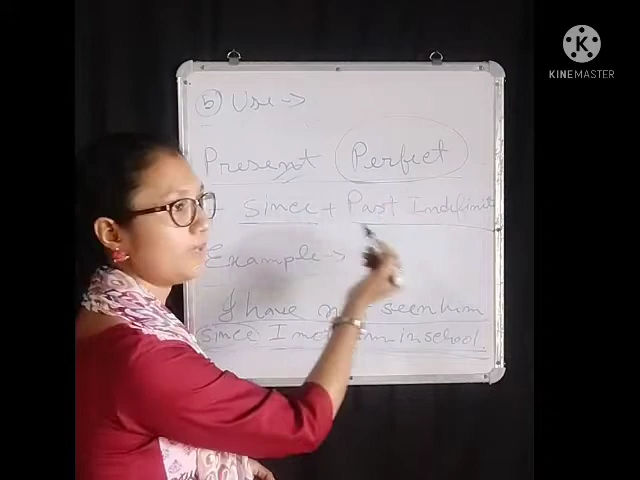 KINEMASTER
(b) Use ->
Present Perfect
+ Since + Past Indefinite
Example ->
I have seen him
since I met him in school.